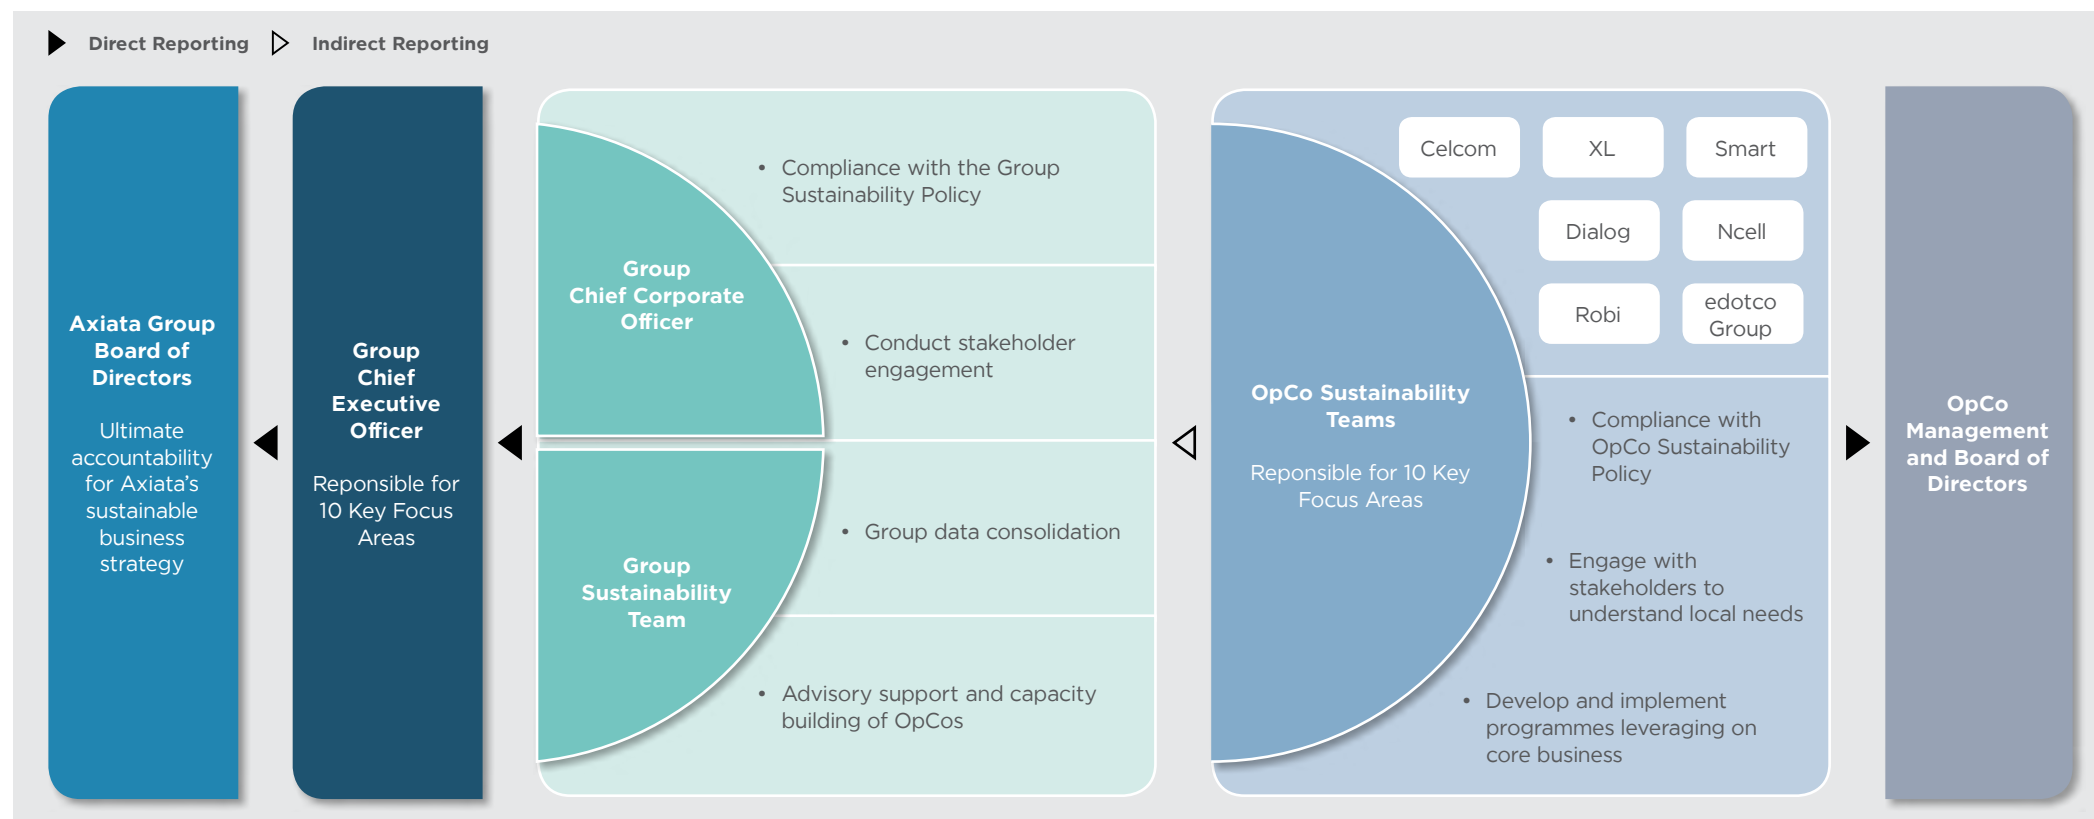 Direct Reporting
Indirect Reporting
Axiata Group
Board of
Directors
Ultimate
accountability
for Axiata’s
sustainable
business
strategy
Group
Chief
Executive
Officer
Reponsible for
10 Key Focus
Areas
Group
Chief Corporate
Officer
Group
Sustainability
Team
• Compliance with the Group
Sustainability Policy
• Conduct stakeholder
engagement
• Group data consolidation
• Advisory support and capacity
building of OpCos
OpCo Sustainability
Teams
Reponsible for 10 Key
Focus Areas
Celcom
XL
Smart
Dialog
Ncell
Robi
edotco
Group
• Compliance with
OpCo Sustainability
Policy
• Engage with
stakeholders to
understand local needs
• Develop and implement
programmes leveraging on
core business
OpCo
Management
and Board of
Directors